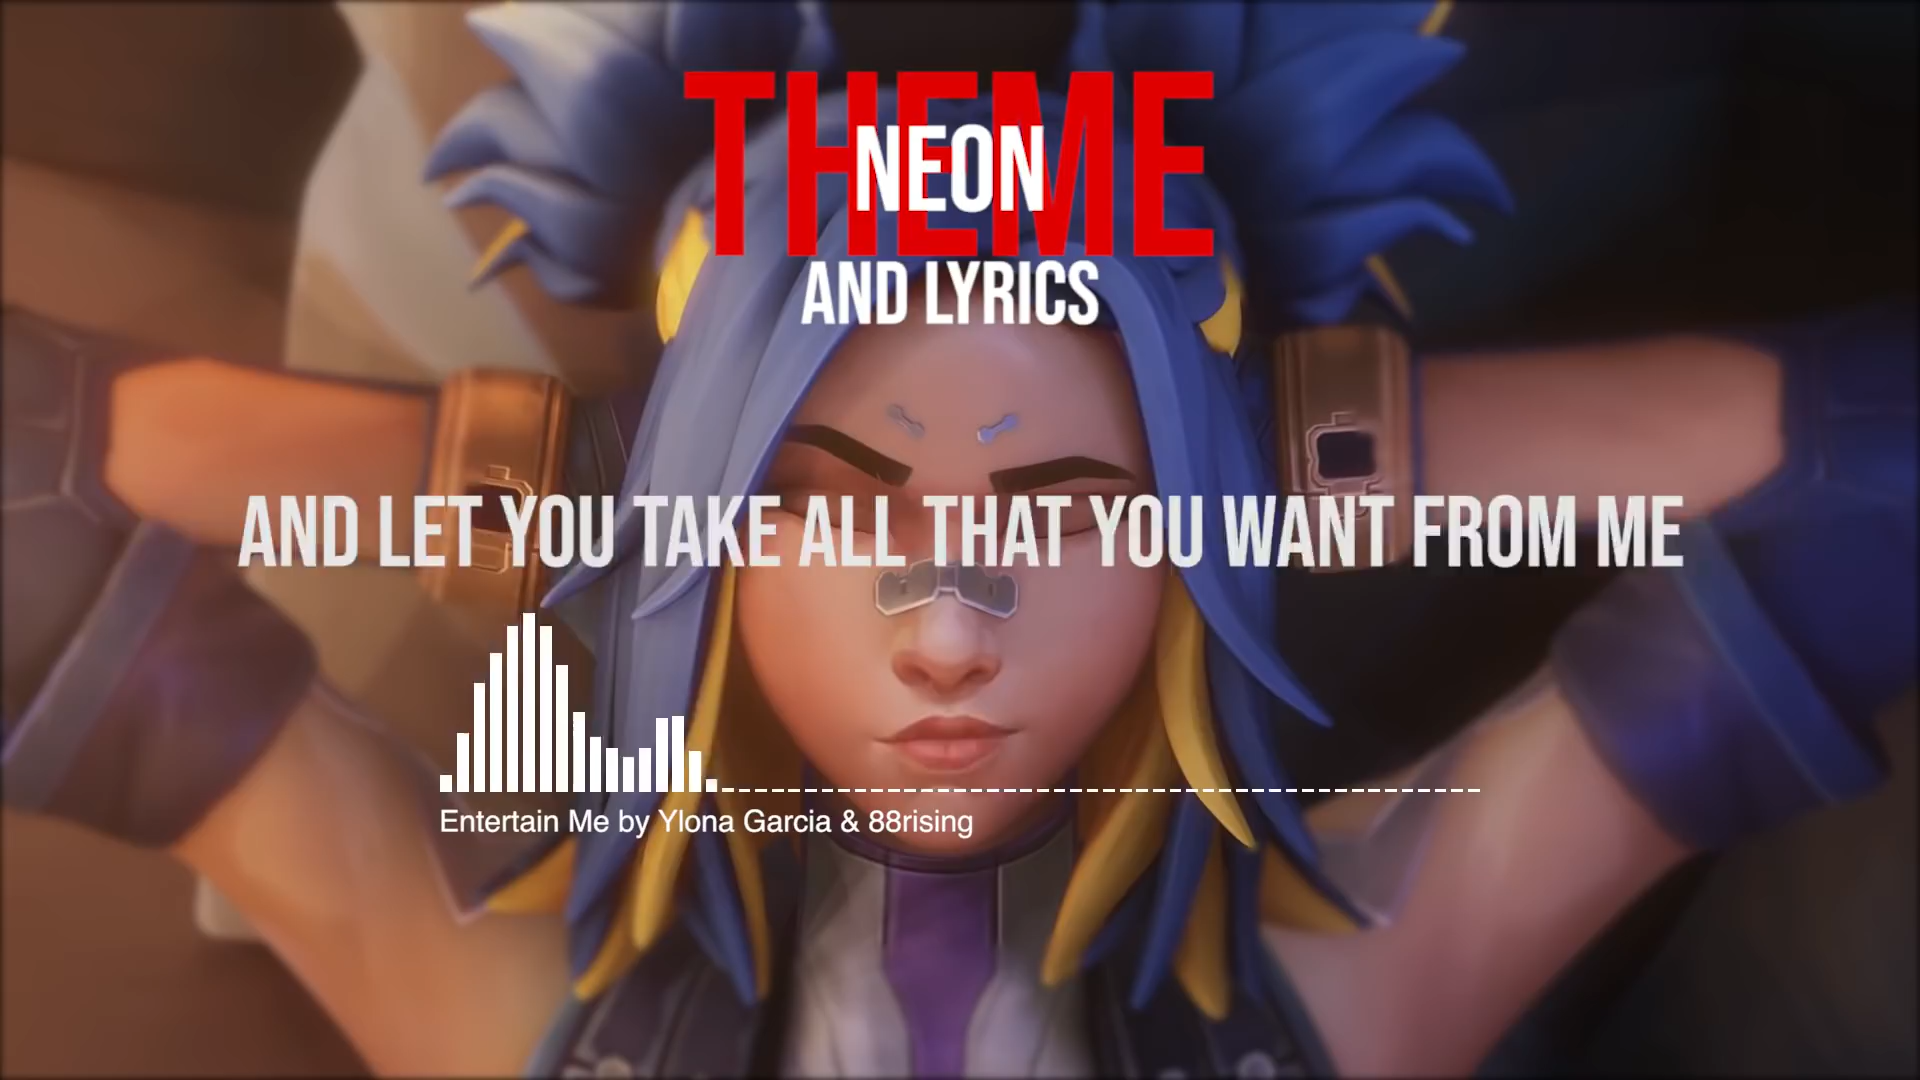 THEME
NEON
AND LYRICS
AND LET YOU TAKE ALL THAT YOU WANT FROM ME
Entertain Me by Ylona Garcia & 88rising